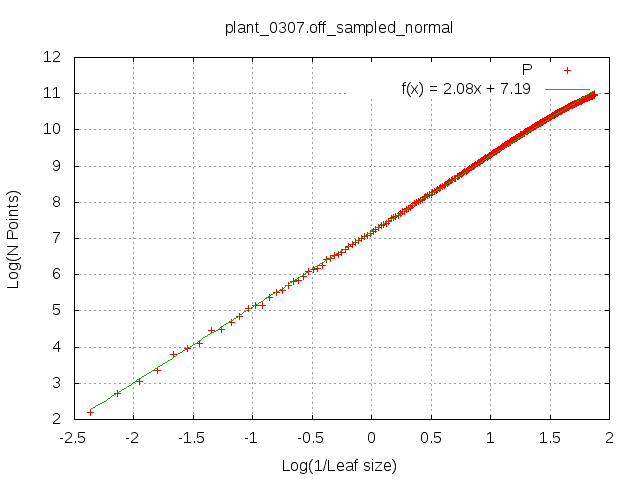 plant_0307.off_sampled_normal
12
11
10
9
8
7
6
5
4
3
2
Log(N Points)
P
f(x) = 2.08x + 7.19
-2.5 -2 -1.5 -1 -0.5 0 0.5 1 1.5 2
Log(1/Leaf size)